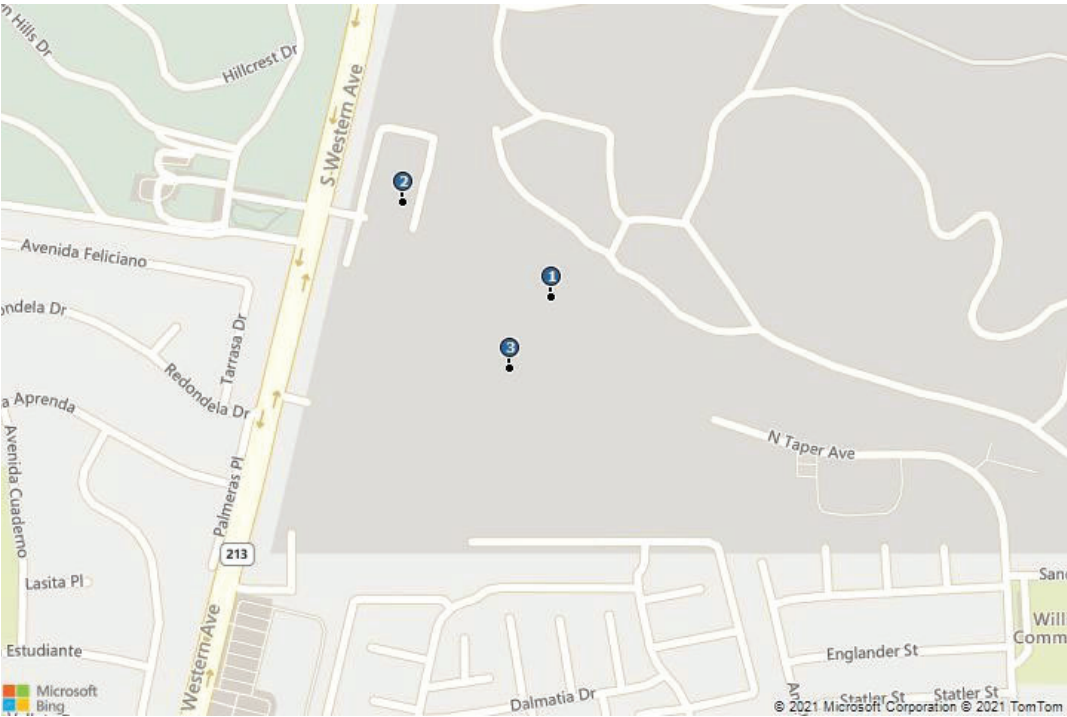 n Hills Dr
Hillcrest Dr
S Western Ave
2
Avenida Feliciano
1
ondela Dr
Tarrasa Dr
3
Redondela Dr
a Aprenda
Avenida Cuaderno
N Taper Ave
Palmeras Pl
213
Lasita Pl
San
Will
Comm
Estudiante
Englander St
Western Ave
Microsoft
Bing
Dalmatia Dr
An
Statler St
Statler St
© 2021 Microsoft Corporation © 2021 TomTom